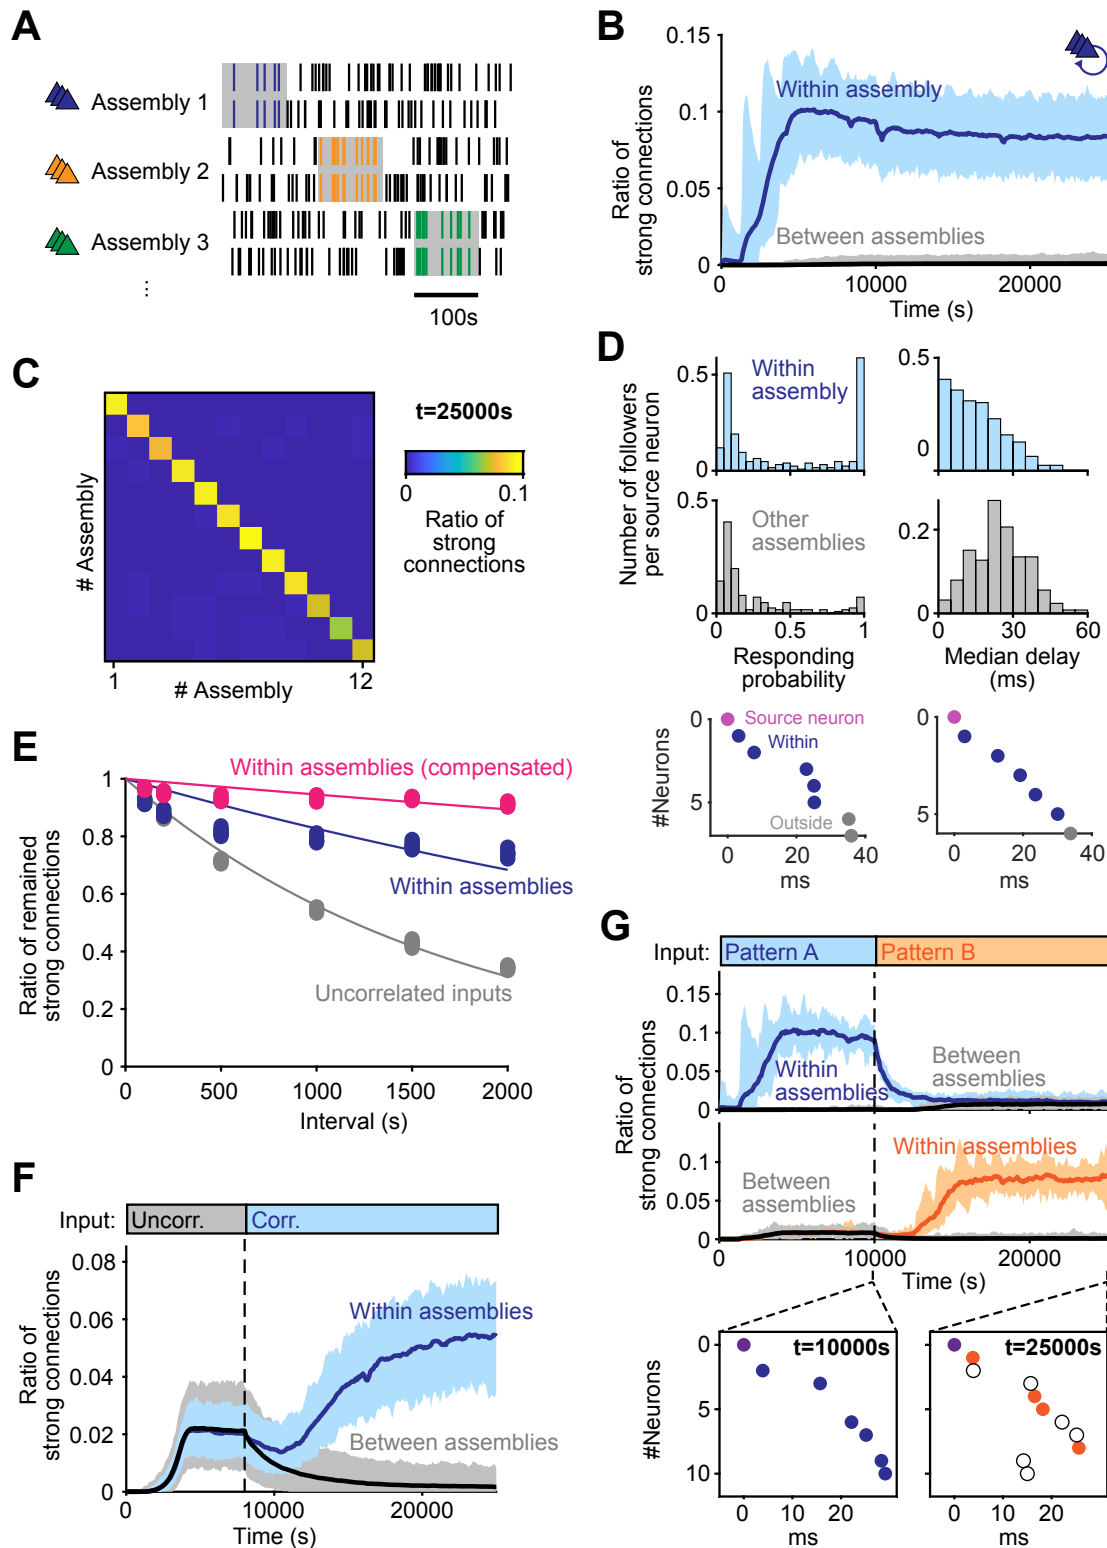 A
Assembly 1
Assembly 2
Assembly 3
⋮
100s
B
0.15
0.1
0.05
0
Ratio of
strong connections
Within assembly
Between assemblies
0
10000
20000
Time (s)
C
t=25000s
0
0.1
Ratio of
strong
connections
# Assembly
1
12
# Assembly
D
Number of followers
per source neuron
0.5
0
Within
assembly
0.5
0
0.5
0
Other
assemblies
0.2
0
0
0.5
1
Responding
probability
0
30
60
Median delay
(ms)
#Neurons
0
5
Source neuron
Within
Outside
0
20
40
ms
0
5
0
20
40
ms
E
Ratio of remained
strong connections
1
0.8
0.6
0.4
0.2
0
Within assemblies (compensated)
Within assemblies
Uncorrelated inputs
0
500
1000
1500
2000
Interval (s)
F
Input:
Uncorr.
Corr.
0.08
0.06
0.04
0.02
0
Ratio of
strong connections
Within assemblies
Between assemblies
0
10000
20000
Time (s)
G
Input:
Pattern A
Pattern B
0.15
0.1
0.05
0
Ratio of
strong connections
Within
assemblies
Between
assemblies
0.1
0.05
0
Between
assemblies
Within assemblies
0
10000
20000
Time (s)
#Neurons
0
5
10
t=10000s
0
10
20
ms
t=25000s
0
10
20
ms